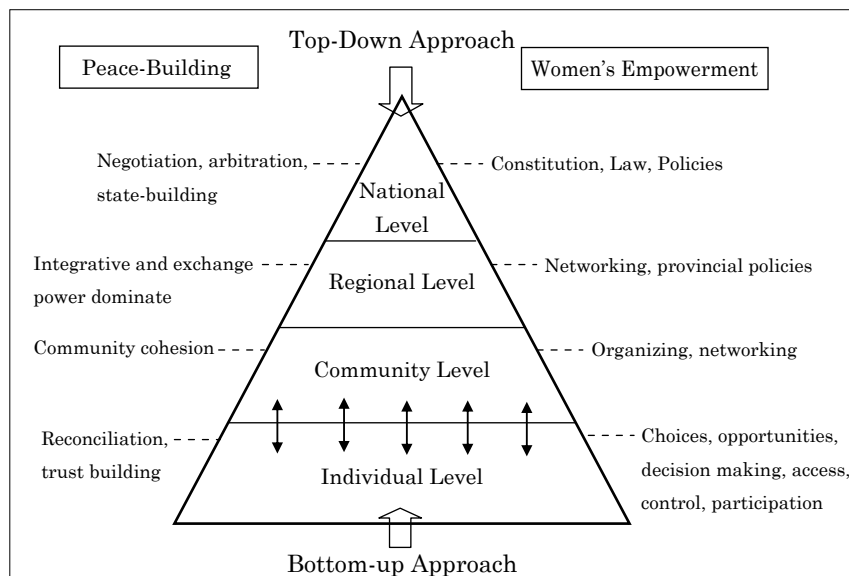 Top-Down Approach
Peace-Building
Women's Empowerment
Negotiation, arbitration,
state-building
National
Level
Constitution, Law, Policies
Integrative and exchange
power dominate
Regional Level
Networking, provincial policies
Community cohesion
Community Level
Organizing, networking
Reconciliation,
trust building
Individual Level
Choices, opportunities,
decision making, access,
control, participation
Bottom-up Approach